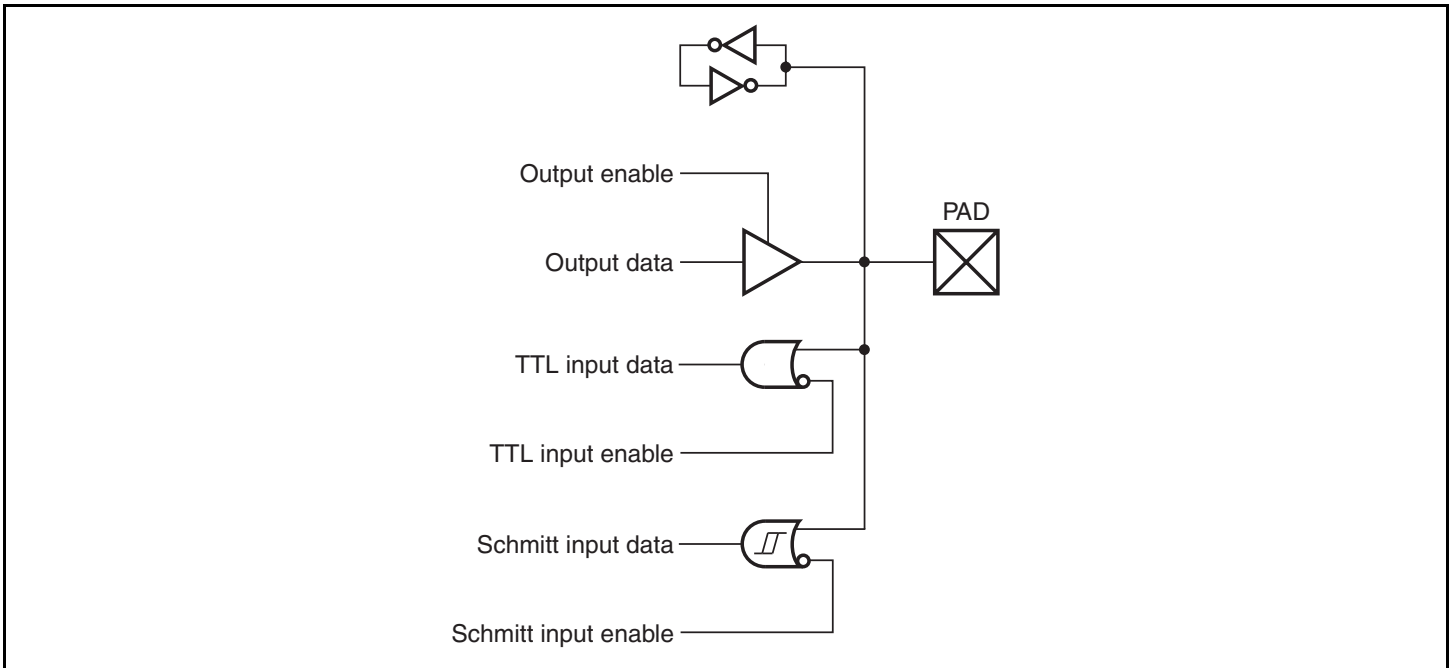 Output enable
PAD
Output data
TTL input data
TTL input enable
Schmitt input data
Schmitt input enable